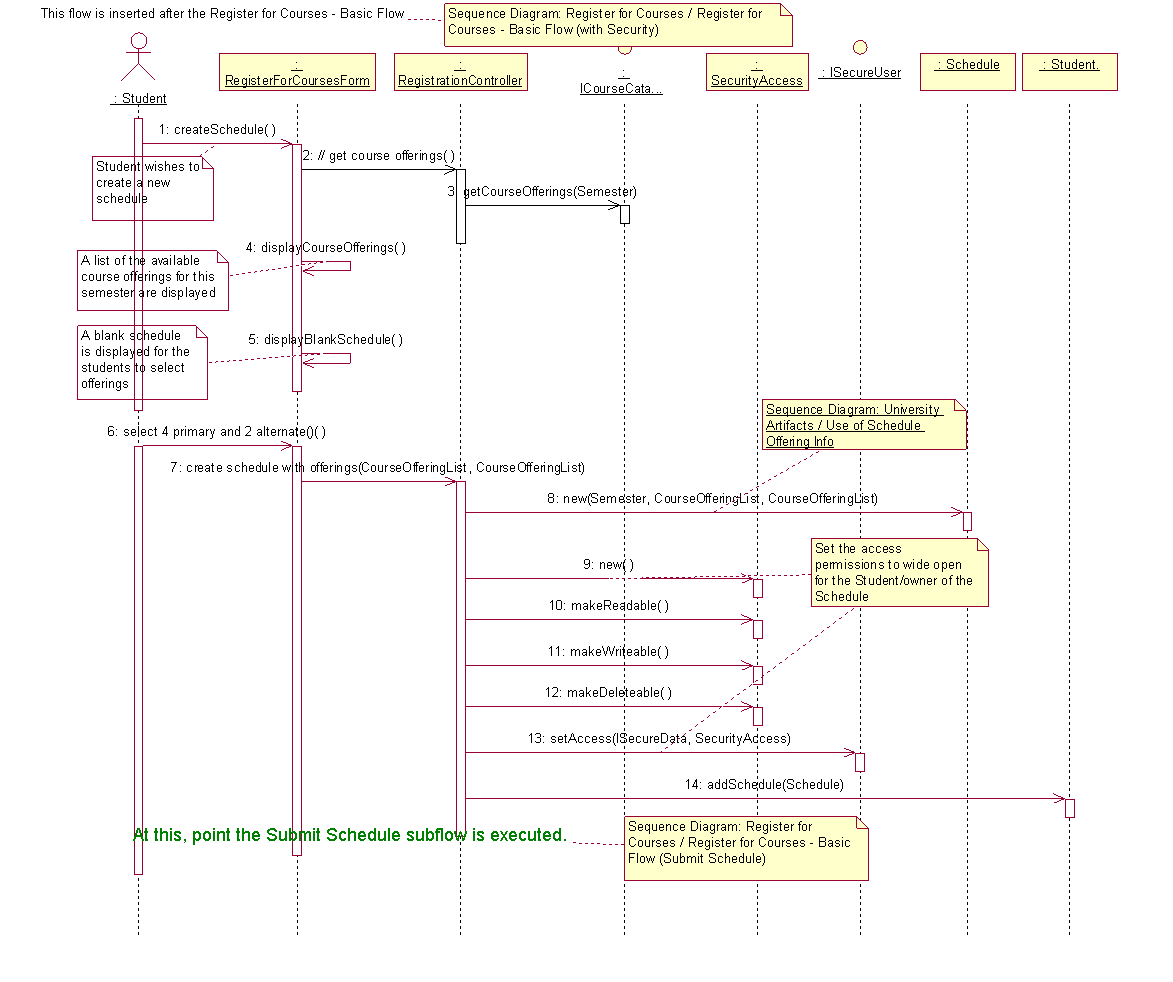 This flow is inserted after the Register for Courses - Basic Flow
Sequence Diagram: Register for Courses / Register for
Courses - Basic Flow (with Security)
: Student
:
RegisterForCoursesForm
:
RegistrationController
:
ICourseCata...
:
SecurityAccess
: ISecureUser
: Schedule
: Student.
1: createSchedule( )
2: // get course offerings( )
Student wishes to
create a new
schedule
3: getCourseOfferings(Semester)
4: displayCourseOfferings( )
A list of the available
course offerings for this
semester are displayed
5: displayBlankSchedule( )
A blank schedule
is displayed for the
students to select
offerings
6: select 4 primary and 2 alternate()( )
Sequence Diagram: University
Artifacts / Use of Schedule
Offering Info
7: create schedule with offerings(CourseOfferingList, CourseOfferingList)
8: new(Semester, CourseOfferingList, CourseOfferingList)
Set the access
permissions to wide open
for the Student/owner of the
Schedule
9: new( )
10: makeReadable( )
11: makeWriteable( )
12: makeDeleteable( )
13: setAccess(ISecureData, SecurityAccess)
14: addSchedule(Schedule)
At this, point the Submit Schedule subflow is executed.
Sequence Diagram: Register for
Courses / Register for Courses - Basic
Flow (Submit Schedule)